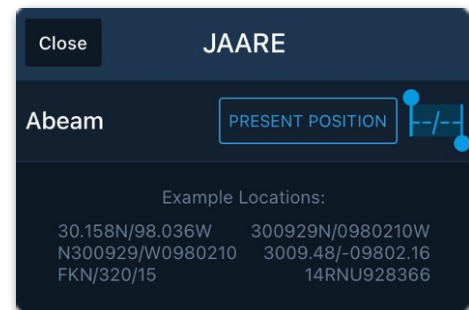 Close JAARE
Abeam PRESENT POSITION --/--
Example Locations:
30.158N/98.036W 300929N/0980210W
N300929/W0980210 3009.48/-09802.16
FKN/320/15 14RNU928366